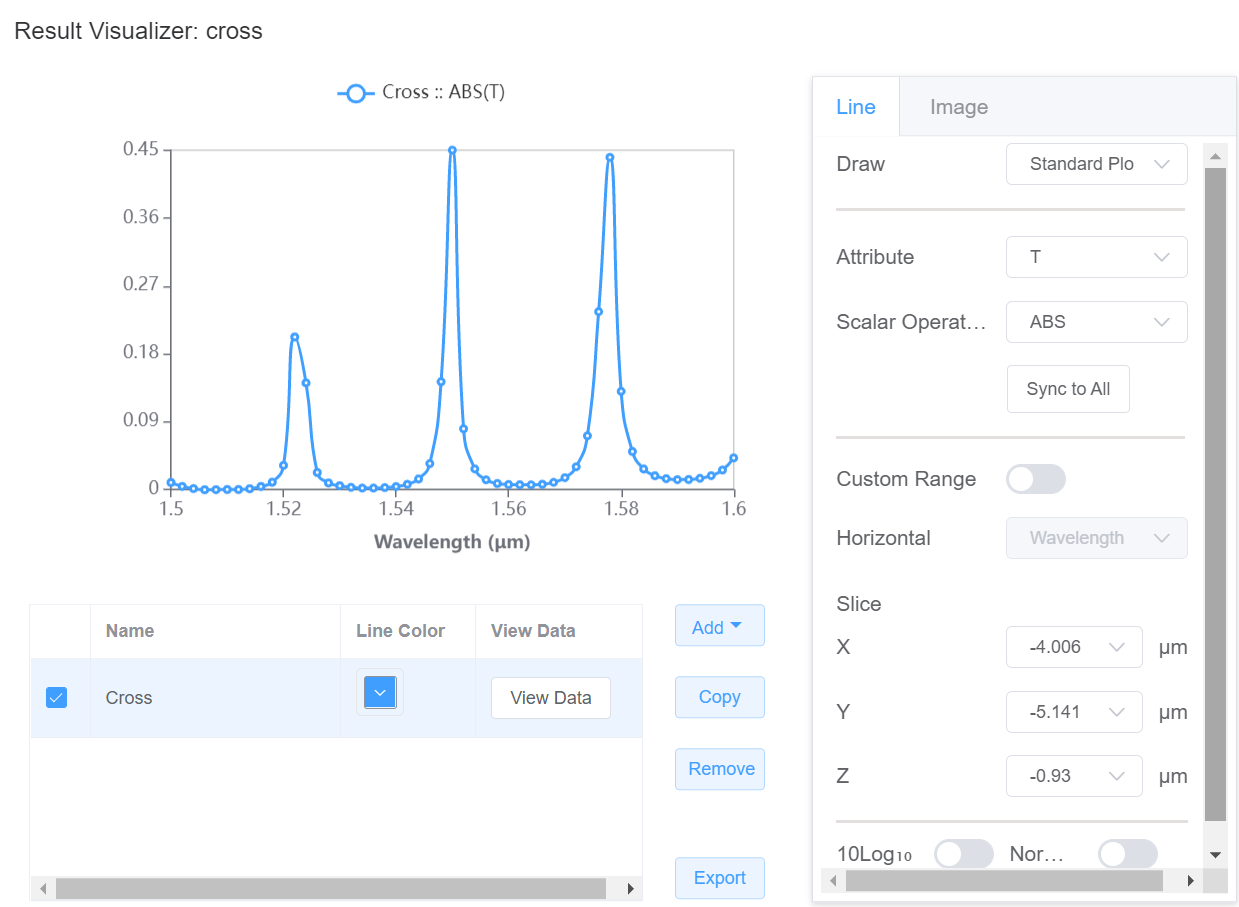 Result Visualizer: cross
Cross :: ABS(T)
0.45
0.36
0.27
0.18
0.09
0
1.5 1.52 1.54 1.56 1.58 1.6
Wavelength (μm)
Name Line Color View Data
Cross View Data
Add
Copy
Remove
Export
Line Image
Draw Standard Plo
Attribute T
Scalar Operat... ABS
Sync to All
Custom Range
Horizontal Wavelength
Slice
X -4.006 μm
Y -5.141 μm
Z -0.93 μm
10Log₁₀ Nor...